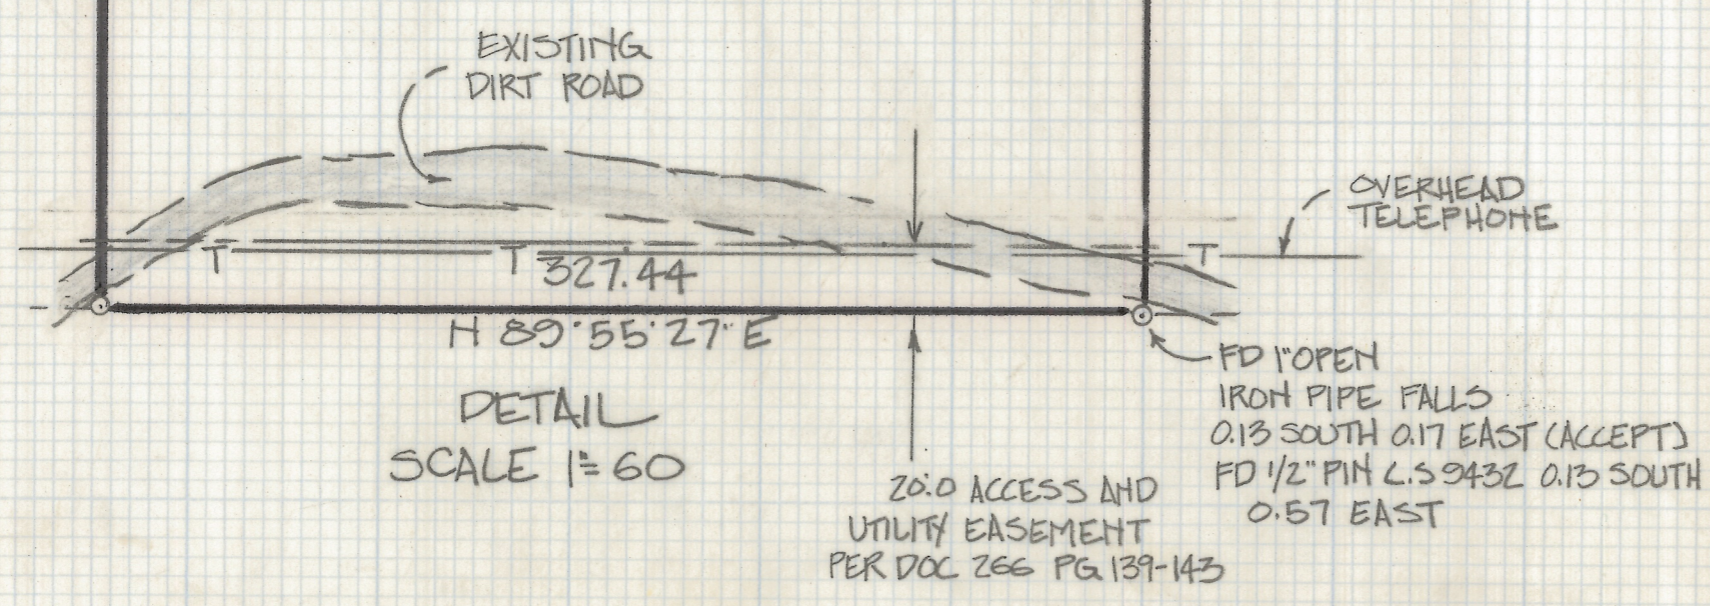 EXISTING
DIRT ROAD
OVERHEAD
TELEPHONE
T
T
T
327.44
N 89°55'27" E
DETAIL
SCALE 1"=60
FD 1" OPEN
IRON PIPE FALLS
0.13 SOUTH 0.17 EAST (ACCEPT)
FD 1/2" PIN L.S 9432 0.13 SOUTH
0.57 EAST
20.0 ACCESS AND
UTILITY EASEMENT
PER DOC 266 PG 139-143